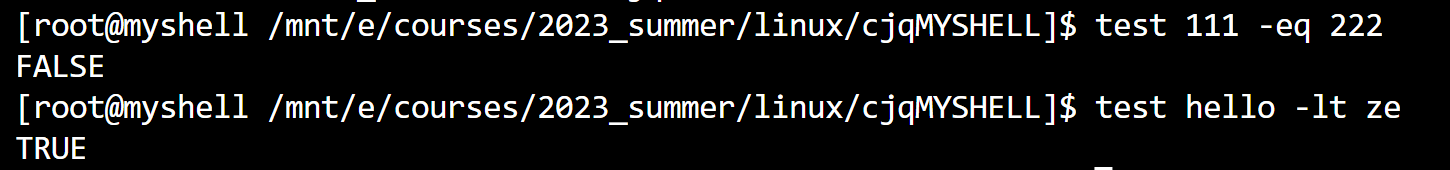 [root@myshell /mnt/e/courses/2023_summer/linux/cjqMYSHELL]$ test 111 -eq 222
FALSE
[root@myshell /mnt/e/courses/2023_summer/linux/cjqMYSHELL]$ test hello -lt ze
TRUE